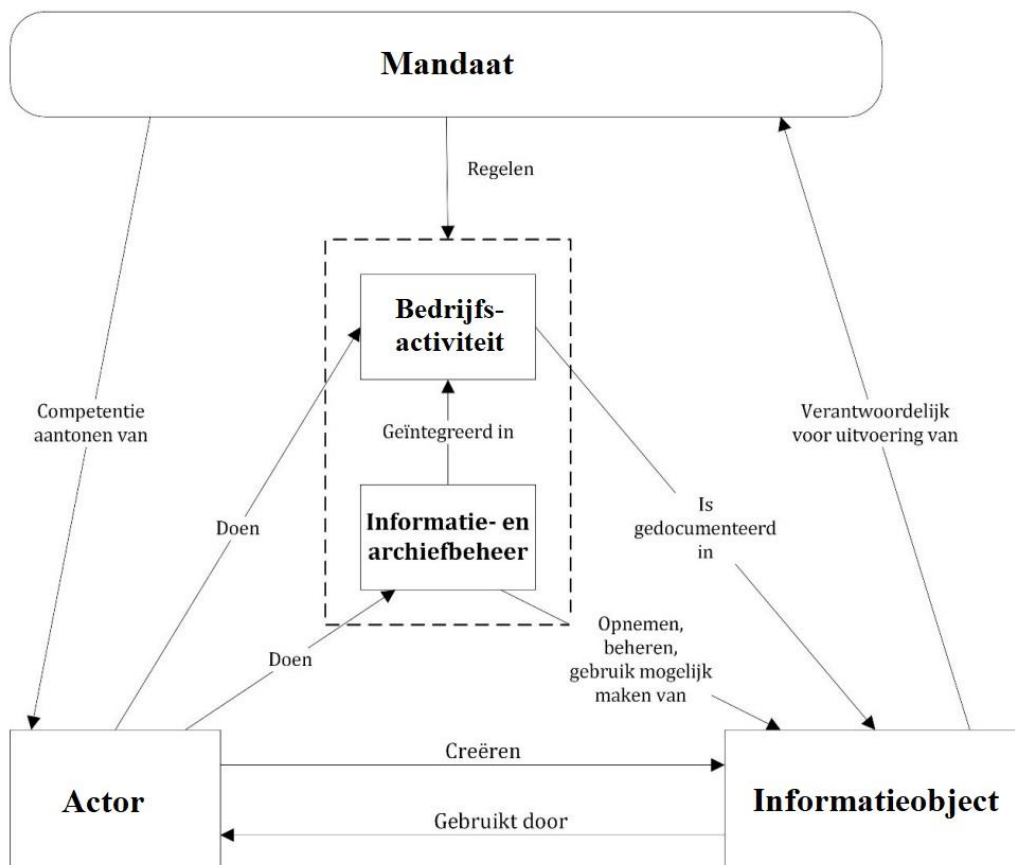 Mandaat
Regelen
Bedrijfs-
activiteit
Competentie
aantonen van
Geïntegreerd in
Verantwoordelijk
voor uitvoering van
Informatie- en
archiefbeheer
Doen
Is
gedocumenteerd
in
Doen
Opnemen,
beheren,
gebruik mogelijk
maken van
Creëren
Actor
Informatieobject
Gebruikt door